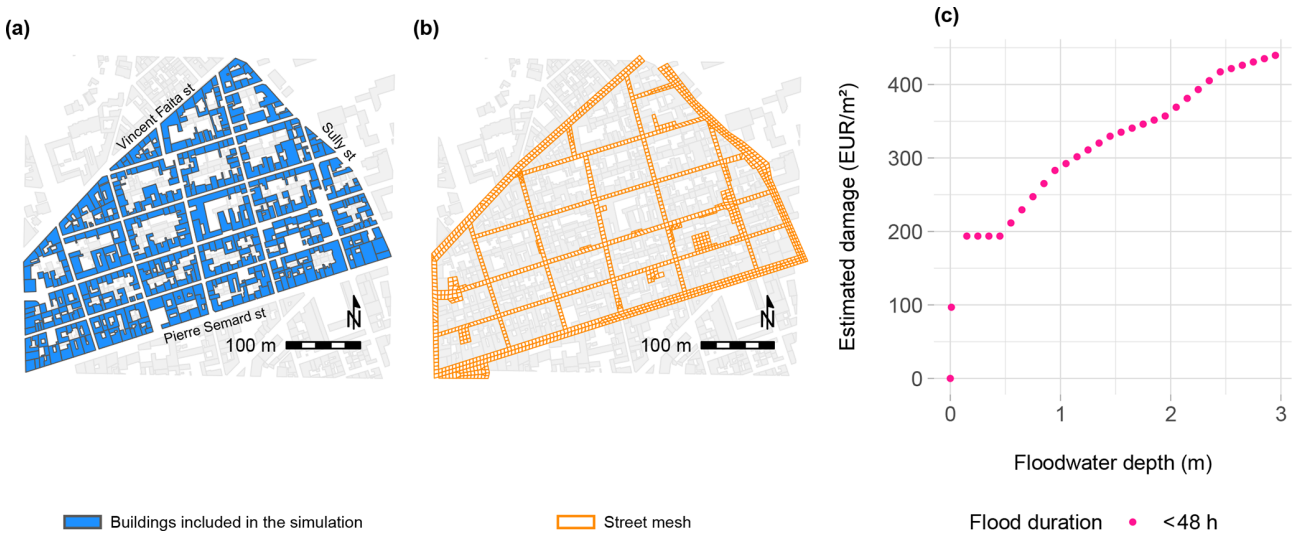 (a)
Vincent Faita st
Sully st
Pierre Semard st
N
100 m
Buildings included in the simulation
(b)
N
100 m
Street mesh
(c)
Estimated damage (EUR/m²)
400
300
200
100
0
0 1 2 3
Floodwater depth (m)
Flood duration <48 h